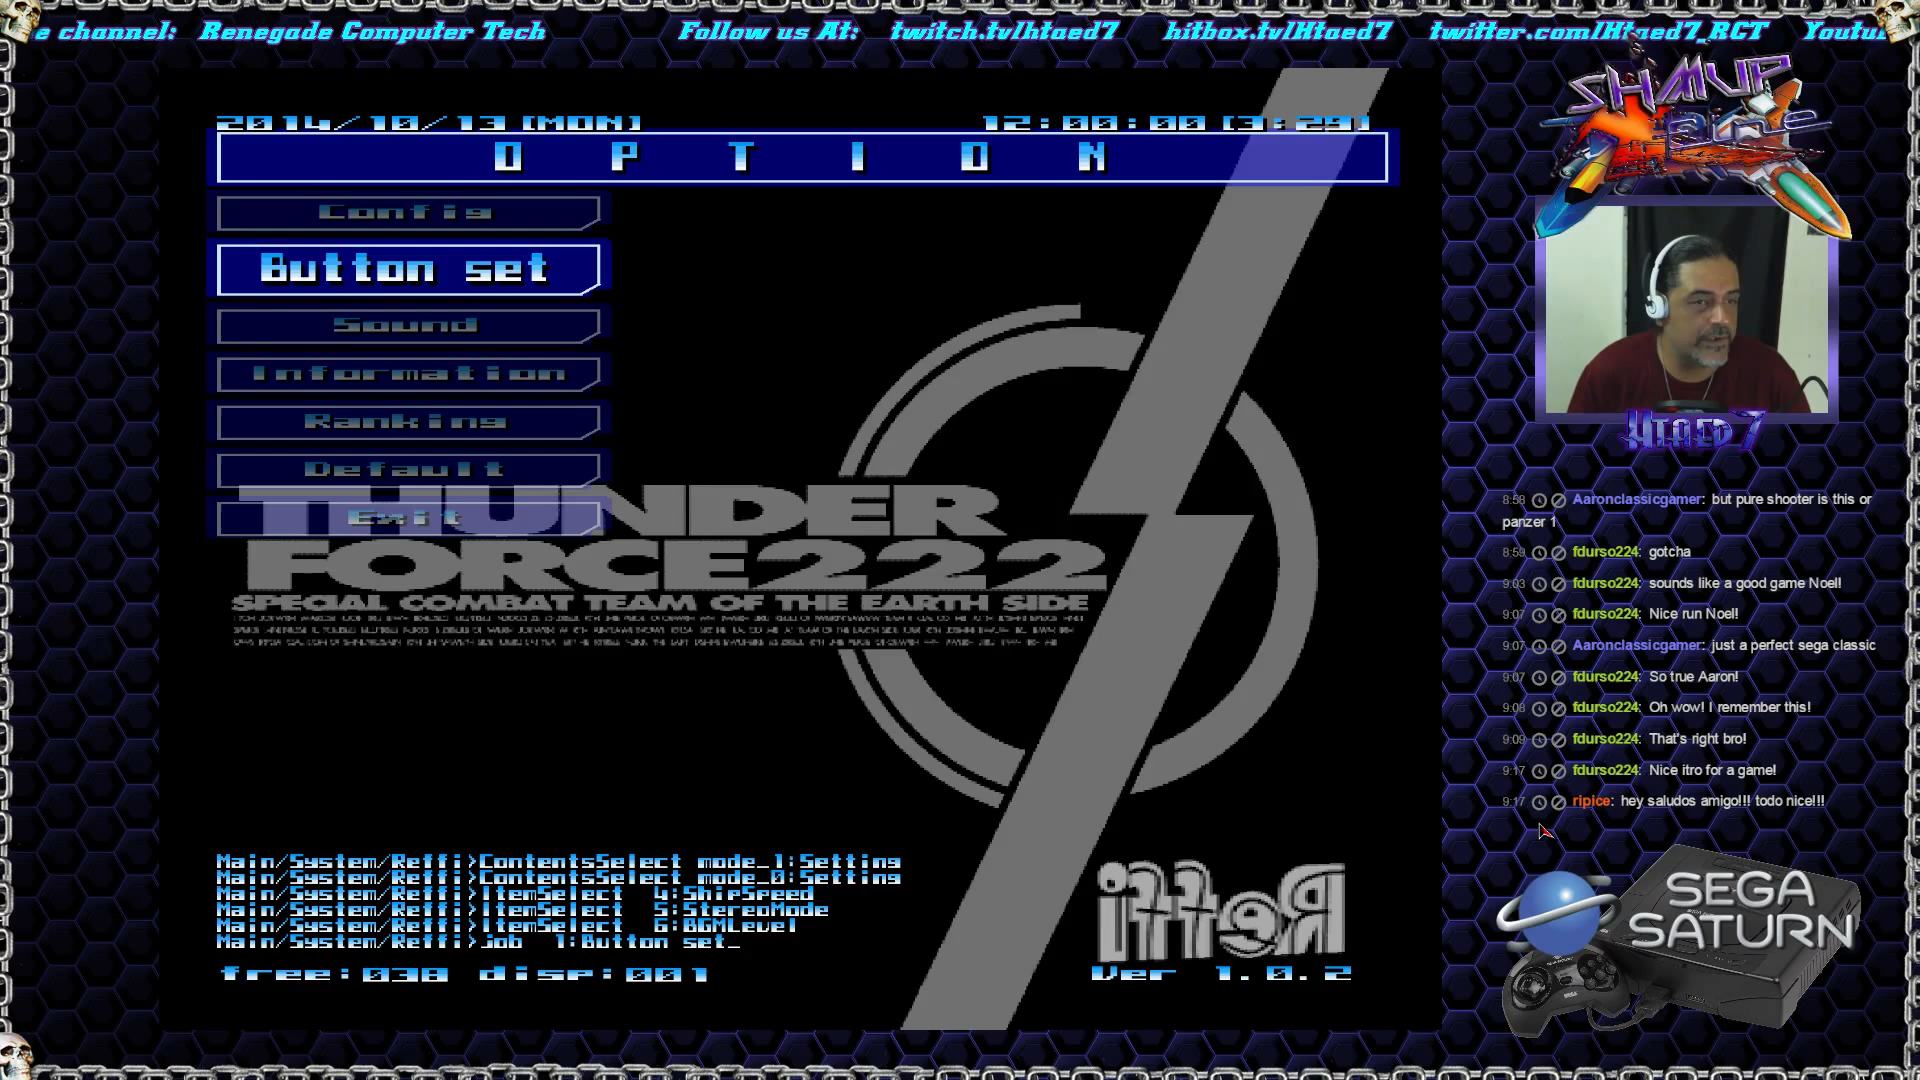 e channel: Renegade Computer Tech Follow us At: twitch.tv/htaed7 hitbox.tv/Htaed7 twitter.com/Htaed7_RCT Youtu
SHMUP
2014/10/13 [MON] 12:00:00 [3:29]
OPTION
Config
Button set
Sound
Information
Ranking
Default
Exit
THUNDER
FORCE222
SPECIAL COMBAT TEAM OF THE EARTH SIDE
Main/System/Reffi>ContentsSelect mode_1:Setting
Main/System/Reffi>ContentsSelect mode_0:Setting
Main/System/Reffi>ItemSelect 4:ShipSpeed
Main/System/Reffi>ItemSelect 5:StereoMode
Main/System/Reffi>ItemSelect 6:BGMLevel
Main/System/Reffi>job 1:Button set_
free:038 disp:001
Reffi
Ver 1.0.2
Htaed7
8:58 Aaronclassicgamer: but pure shooter is this or
panzer 1
8:59 fdurso224: gotcha
9:03 fdurso224: sounds like a good game Noel!
9:07 fdurso224: Nice run Noel!
9:07 Aaronclassicgamer: just a perfect sega classic
9:07 fdurso224: So true Aaron!
9:08 fdurso224: Oh wow! I remember this!
9:09 fdurso224: That's right bro!
9:17 fdurso224: Nice itro for a game!
9:17 ripice: hey saludos amigo!!! todo nice!!!
SEGA
SATURN